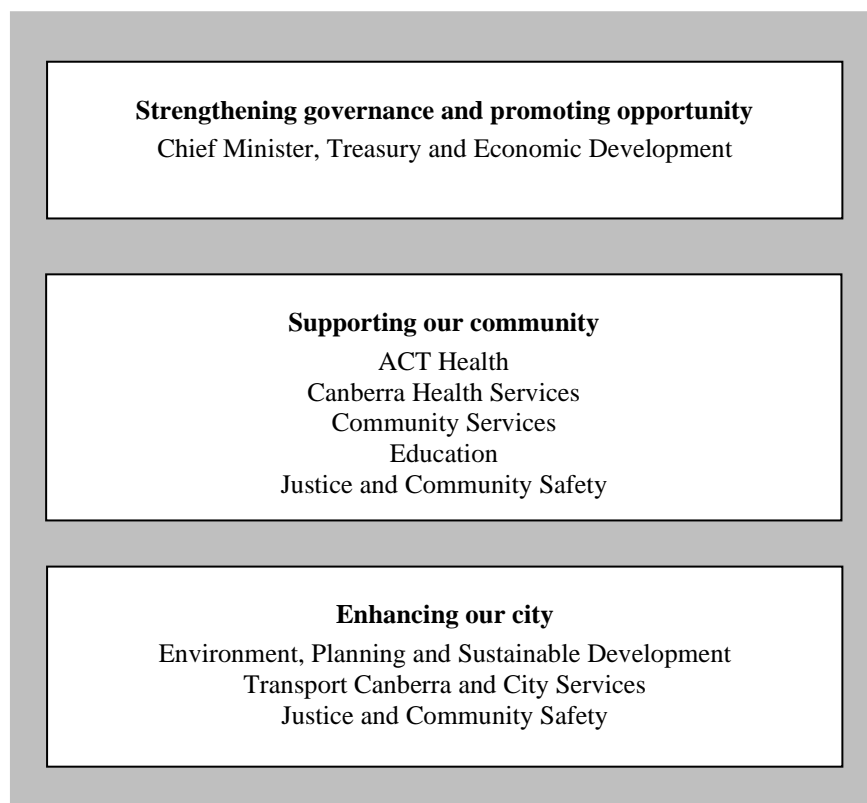 Strengthening governance and promoting opportunity
Chief Minister, Treasury and Economic Development
Supporting our community
ACT Health
Canberra Health Services
Community Services
Education
Justice and Community Safety
Enhancing our city
Environment, Planning and Sustainable Development
Transport Canberra and City Services
Justice and Community Safety